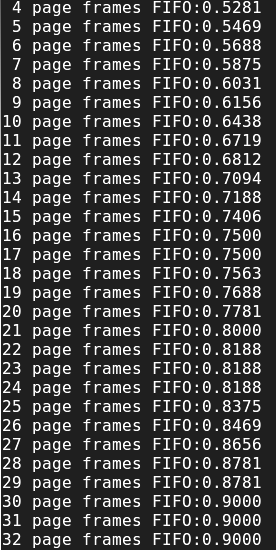 4 page frames FIFO:0.5281
5 page frames FIFO:0.5469
6 page frames FIFO:0.5688
7 page frames FIFO:0.5875
8 page frames FIFO:0.6031
9 page frames FIFO:0.6156
10 page frames FIFO:0.6438
11 page frames FIFO:0.6719
12 page frames FIFO:0.6812
13 page frames FIFO:0.7094
14 page frames FIFO:0.7188
15 page frames FIFO:0.7406
16 page frames FIFO:0.7500
17 page frames FIFO:0.7500
18 page frames FIFO:0.7563
19 page frames FIFO:0.7688
20 page frames FIFO:0.7781
21 page frames FIFO:0.8000
22 page frames FIFO:0.8188
23 page frames FIFO:0.8188
24 page frames FIFO:0.8188
25 page frames FIFO:0.8375
26 page frames FIFO:0.8469
27 page frames FIFO:0.8656
28 page frames FIFO:0.8781
29 page frames FIFO:0.8781
30 page frames FIFO:0.9000
31 page frames FIFO:0.9000
32 page frames FIFO:0.9000